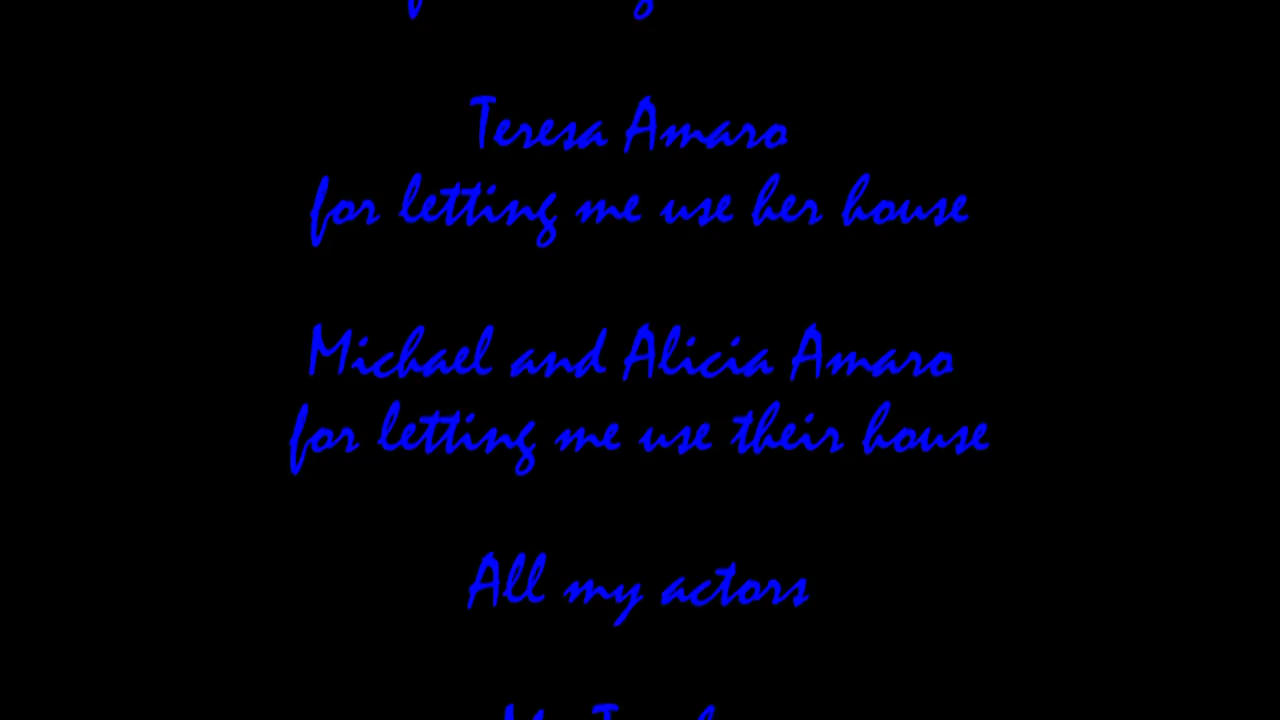 Teresa Amaro
for letting me use her house
Michael and Alicia Amaro
for letting me use their house
All my actors